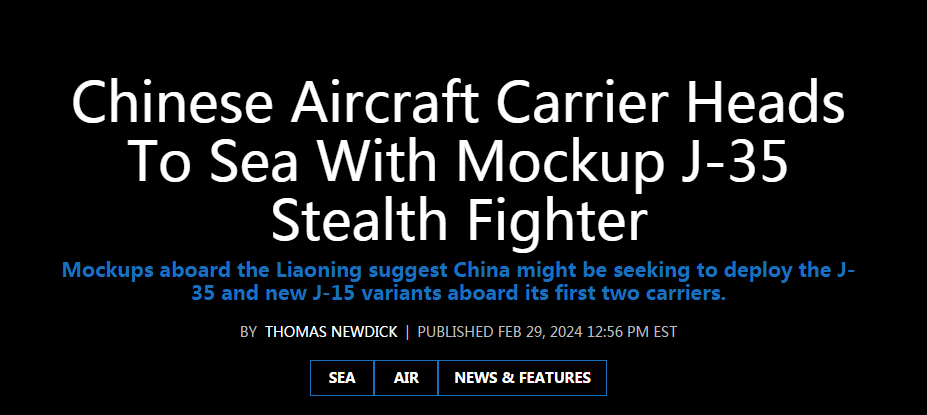 Chinese Aircraft Carrier Heads
To Sea With Mockup J-35
Stealth Fighter
Mockups aboard the Liaoning suggest China might be seeking to deploy the J-
35 and new J-15 variants aboard its first two carriers.
BY THOMAS NEWDICK | PUBLISHED FEB 29, 2024 12:56 PM EST
SEA AIR NEWS & FEATURES